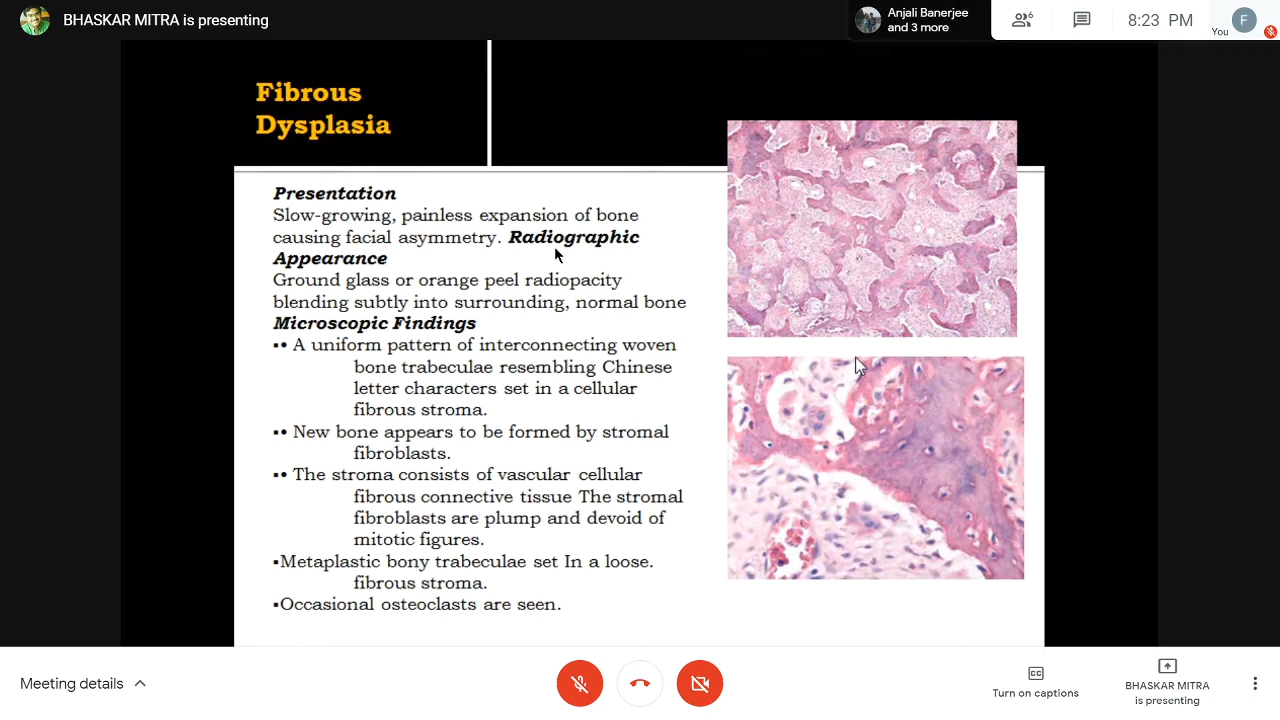 BHASKAR MITRA is presenting
Anjali Banerjee
and 3 more
6
8:23 PM
You
F
Fibrous
Dysplasia
Presentation
Slow-growing, painless expansion of bone
causing facial asymmetry. Radiographic
Appearance
Ground glass or orange peel radiopacity
blending subtly into surrounding, normal bone
Microscopic Findings
▪• A uniform pattern of interconnecting woven
bone trabeculae resembling Chinese
letter characters set in a cellular
fibrous stroma.
▪• New bone appears to be formed by stromal
fibroblasts.
▪• The stroma consists of vascular cellular
fibrous connective tissue The stromal
fibroblasts are plump and devoid of
mitotic figures.
▪Metaplastic bony trabeculae set In a loose.
fibrous stroma.
▪Occasional osteoclasts are seen.
Meeting details
CC
Turn on captions
BHASKAR MITRA
is presenting